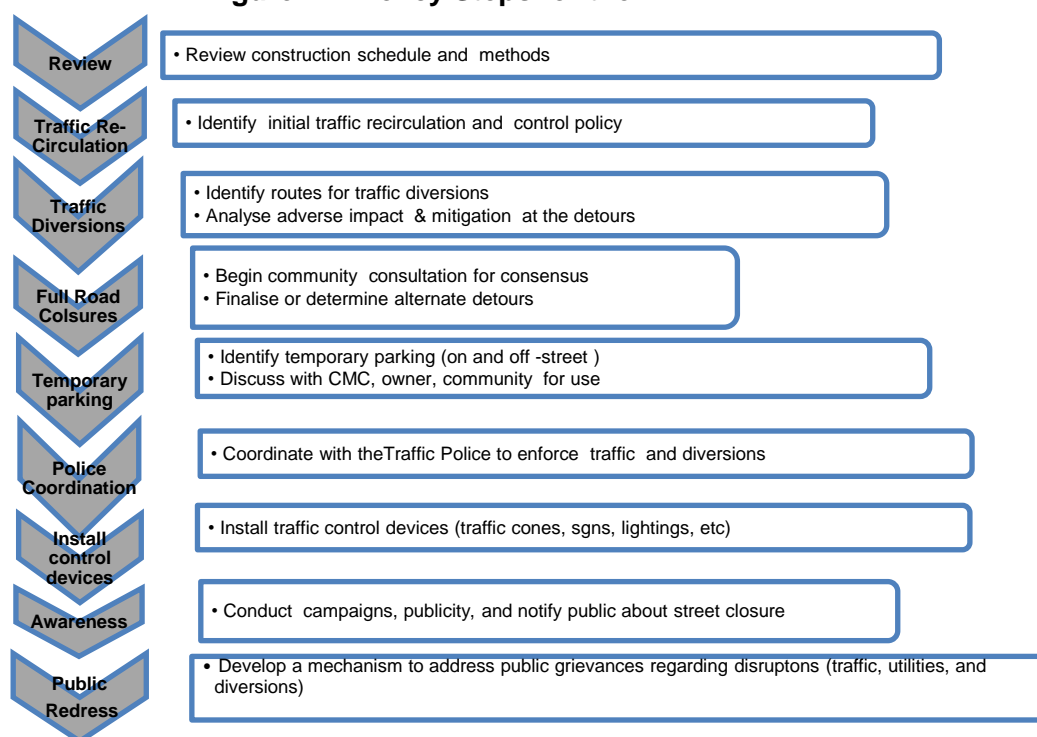 Review
• Review construction schedule and methods
Traffic Re-
Circulation
• Identify initial traffic recirculation and control policy
Traffic
Diversions
• Identify routes for traffic diversions
• Analyse adverse impact & mitigation at the detours
Full Road
Colsures
• Begin community consultation for consensus
• Finalise or determine alternate detours
Temporary
parking
• Identify temporary parking (on and off -street )
• Discuss with CMC, owner, community for use
Police
Coordination
• Coordinate with theTraffic Police to enforce traffic and diversions
Install
control
devices
• Install traffic control devices (traffic cones, sgns, lightings, etc)
Awareness
• Conduct campaigns, publicity, and notify public about street closure
Public
Redress
• Develop a mechanism to address public grievances regarding disruptons (traffic, utilities, and
diversions)